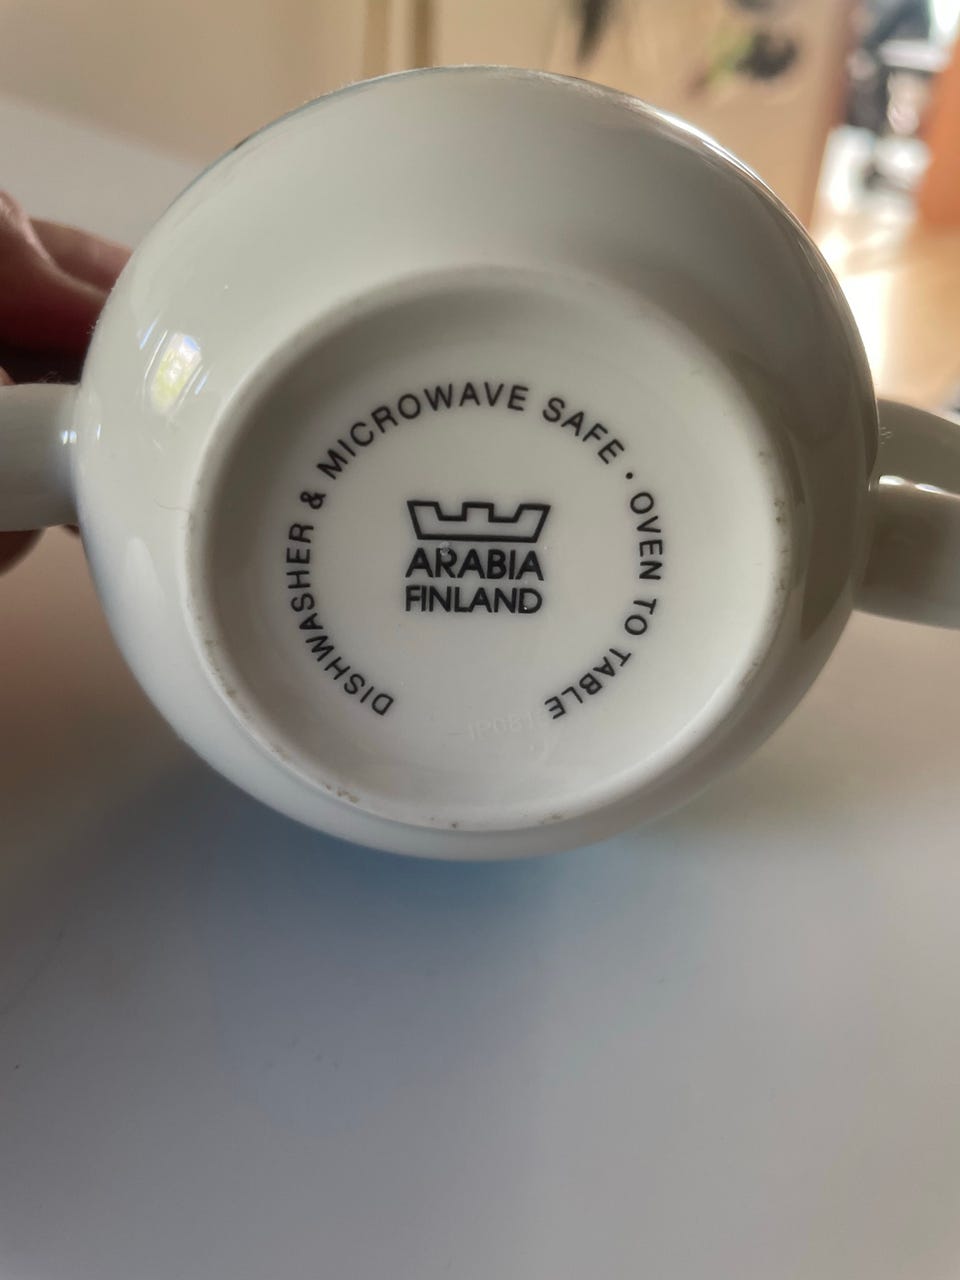 DISHWASHER & MICROWAVE SAFE · OVEN TO TABLE
ARABIA
FINLAND